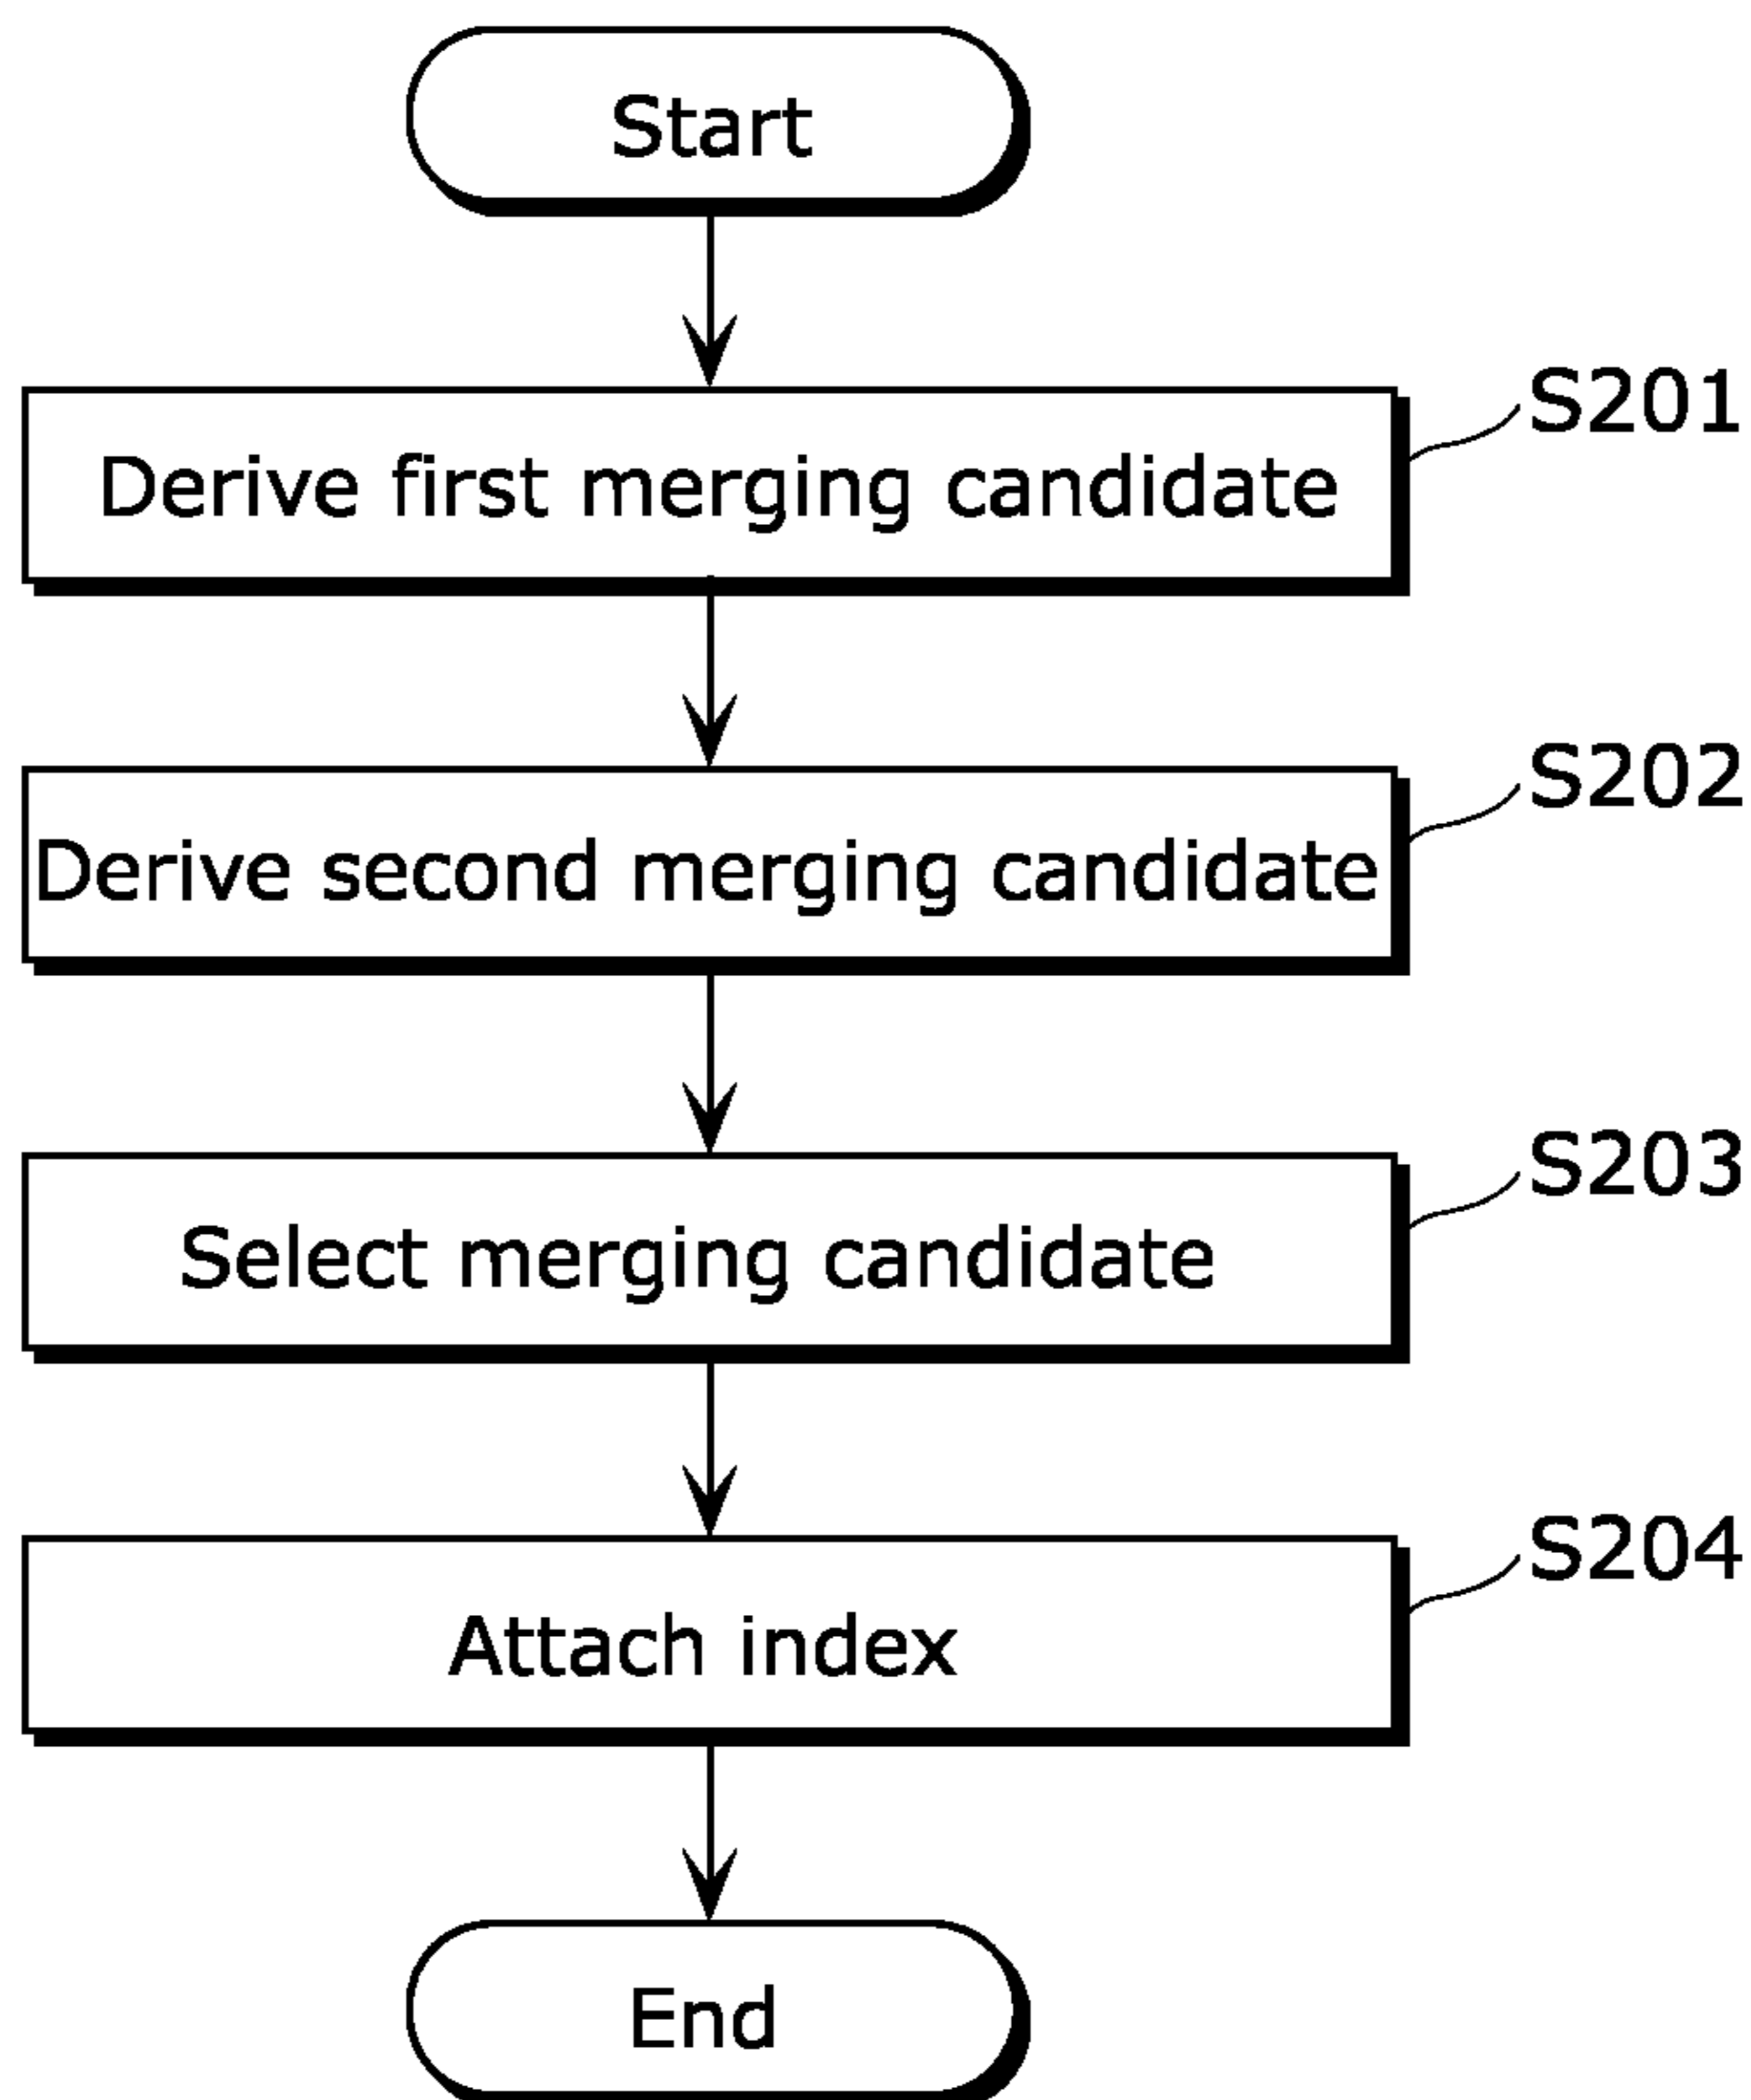 Start
S201
Derive first merging candidate
S202
Derive second merging candidate
S203
Select merging candidate
S204
Attach index
End